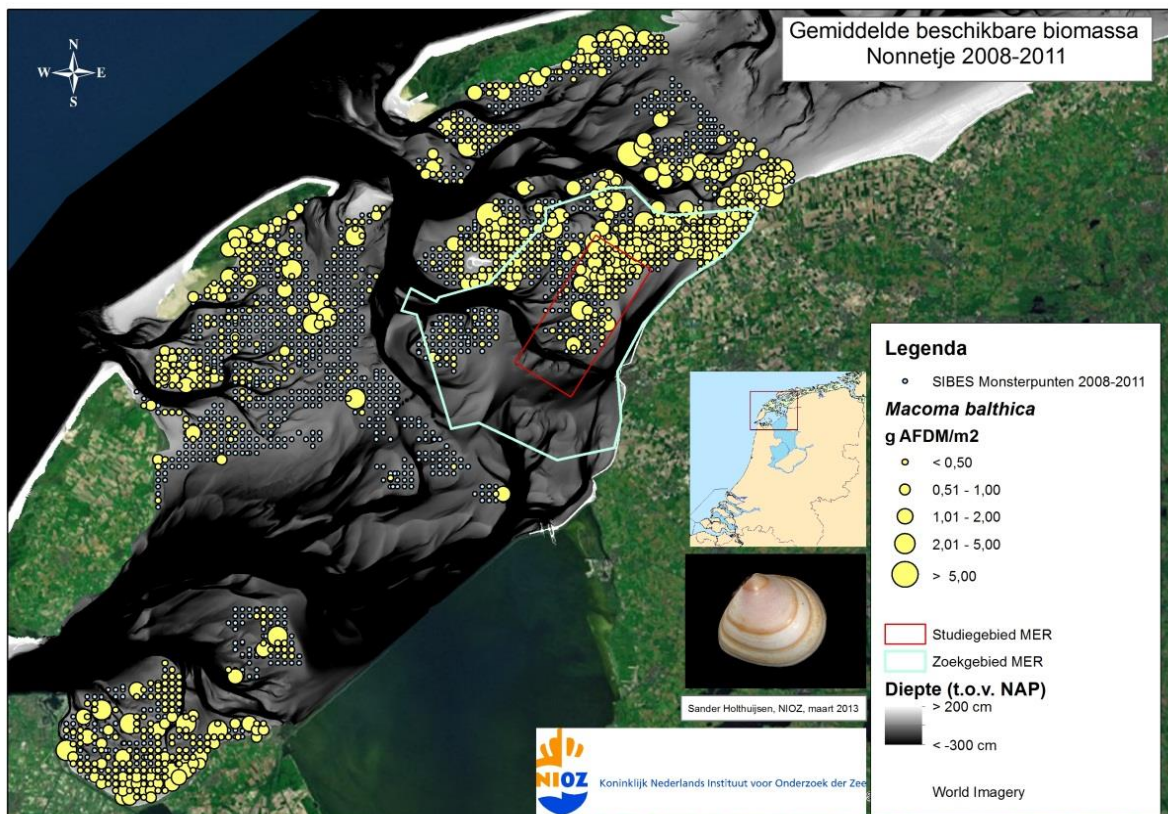 Gemiddelde beschikbare biomassa
Nonnetje 2008-2011
N
W E
S
Legenda
SIBES Monsterpunten 2008-2011
Macoma balthica
g AFDM/m2
< 0,50
0,51 - 1,00
1,01 - 2,00
2,01 - 5,00
> 5,00
Studiegebied MER
Zoekgebied MER
Diepte (t.o.v. NAP)
> 200 cm
< -300 cm
World Imagery
Sander Holthuijsen, NIOZ, maart 2013
NIOZ
Koninklijk Nederlands Instituut voor Onderzoek der Zee